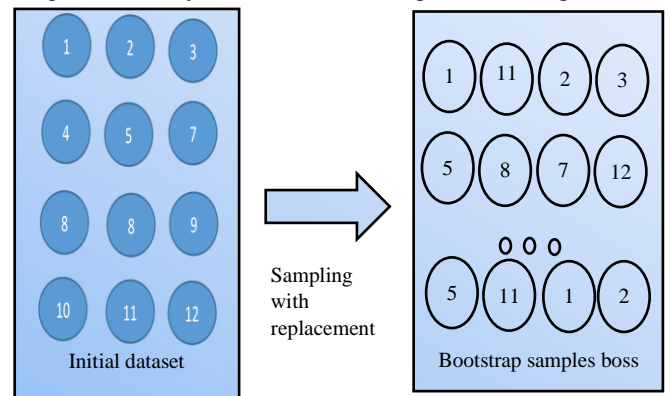 1 2 3
4 5 7
8 8 9
10 11 12
Initial dataset
Sampling
with
replacement
1 11 2 3
5 8 7 12
5 11 1 2
Bootstrap samples boss